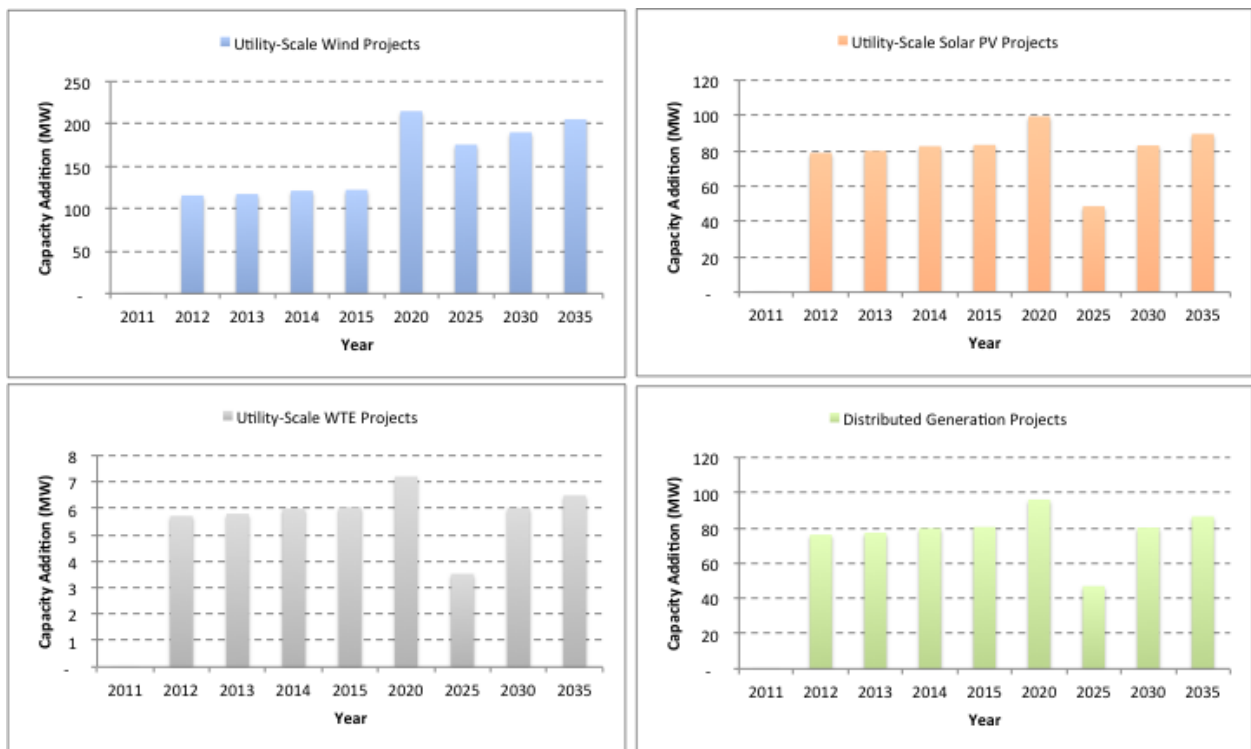 Utility-Scale Wind Projects
Capacity Addition (MW)
250
200
150
100
50
-
2011 2012 2013 2014 2015 2020 2025 2030 2035
Year
Utility-Scale Solar PV Projects
Capacity Addition (MW)
120
100
80
60
40
20
-
2011 2012 2013 2014 2015 2020 2025 2030 2035
Year
Utility-Scale WTE Projects
Capacity Addition (MW)
8
7
6
5
4
3
2
1
-
2011 2012 2013 2014 2015 2020 2025 2030 2035
Year
Distributed Generation Projects
Capacity Addition (MW)
120
100
80
60
40
20
-
2011 2012 2013 2014 2015 2020 2025 2030 2035
Year